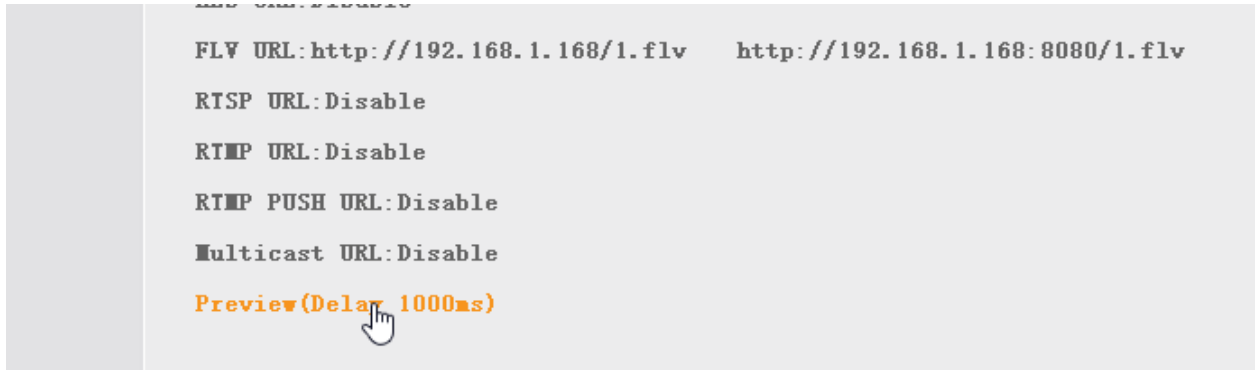 FLV URL:http://192.168.1.168/1.flv http://192.168.1.168:8080/1.flv
RTSP URL:Disable
RTMP URL:Disable
RTMP PUSH URL:Disable
Multicast URL:Disable
Preview(Delay 1000ms)